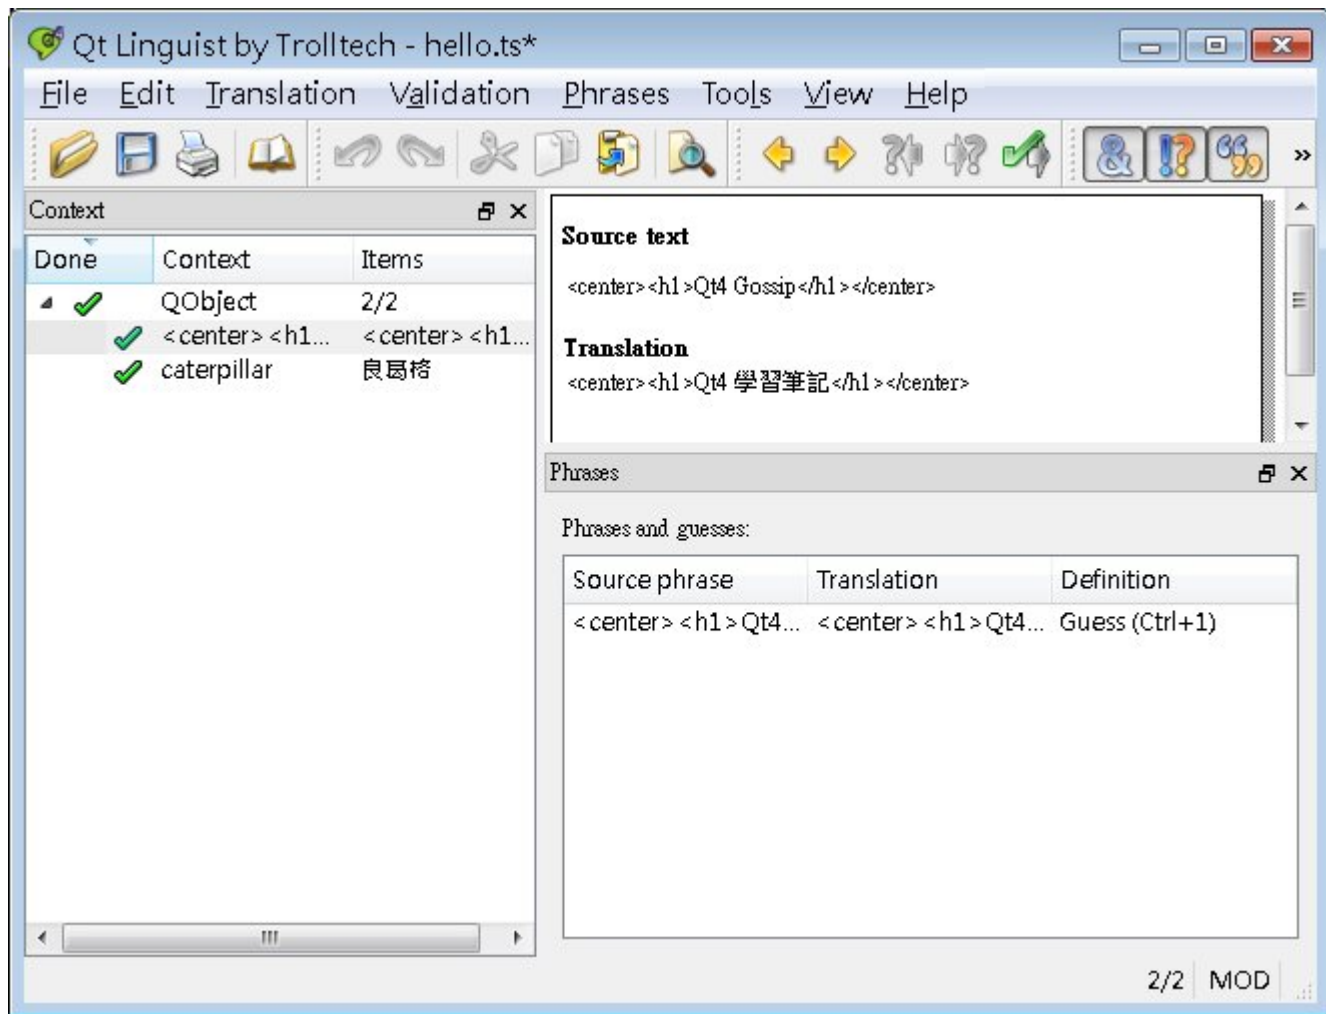 Qt Linguist by Trolltech - hello.ts*
File Edit Translation Validation Phrases Tools View Help
Context
Done Context Items
QObject 2/2
<center><h1... <center><h1...
caterpillar 良葛格
Source text
<center><h1>Qt4 Gossip</h1></center>
Translation
<center><h1>Qt4 學習筆記</h1></center>
Phrases
Phrases and guesses:
Source phrase Translation Definition
<center><h1>Qt4... <center><h1>Qt4... Guess (Ctrl+1)
2/2 MOD